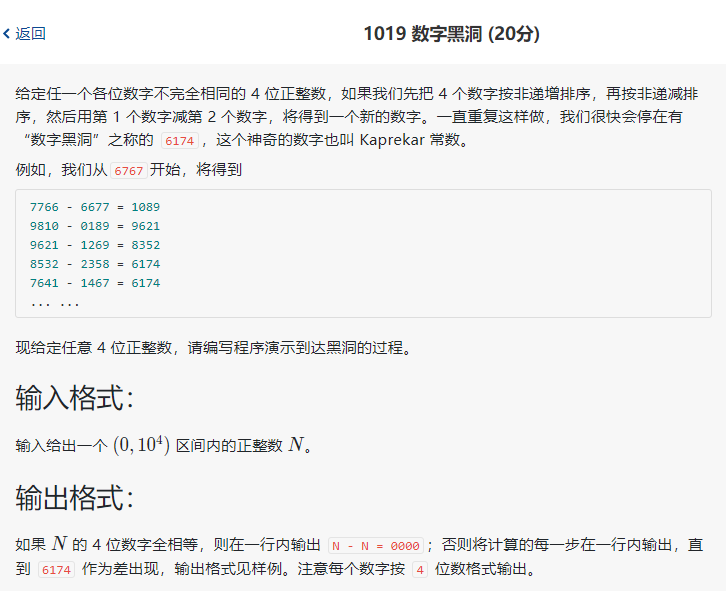 返回
1019 数字黑洞 (20分)
给定任一个各位数字不完全相同的 4 位正整数，如果我们先把 4 个数字按非递增排序，再按非递减排
序，然后用第 1 个数字减第 2 个数字，将得到一个新的数字。一直重复这样做，我们很快会停在有
“数字黑洞”之称的 6174，这个神奇的数字也叫 Kaprekar 常数。
例如，我们从6767开始，将得到
7766 - 6677 = 1089
9810 - 0189 = 9621
9621 - 1269 = 8352
8532 - 2358 = 6174
7641 - 1467 = 6174
... ...
现给定任意 4 位正整数，请编写程序演示到达黑洞的过程。
输入格式：
输入给出一个 (0, 10⁴) 区间内的正整数 N。
输出格式：
如果 N 的 4 位数字全相等，则在一行内输出 N - N = 0000；否则将计算的每一步在一行内输出，直
到 6174 作为差出现，输出格式见样例。注意每个数字按 4 位数格式输出。